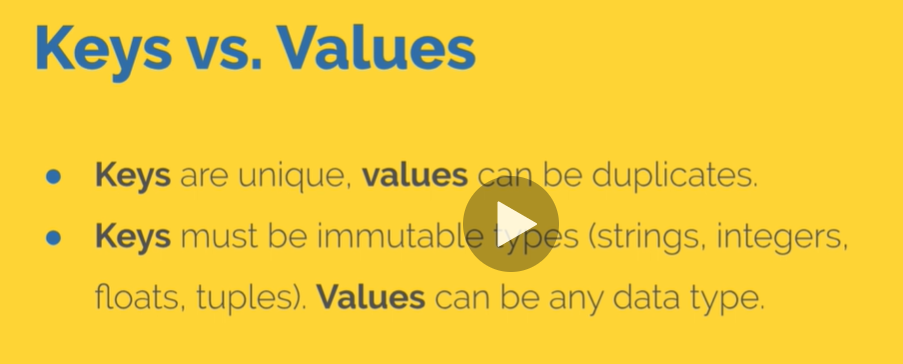 Keys vs. Values
Keys are unique, values can be duplicates.
Keys must be immutable types (strings, integers,
floats, tuples). Values can be any data type.